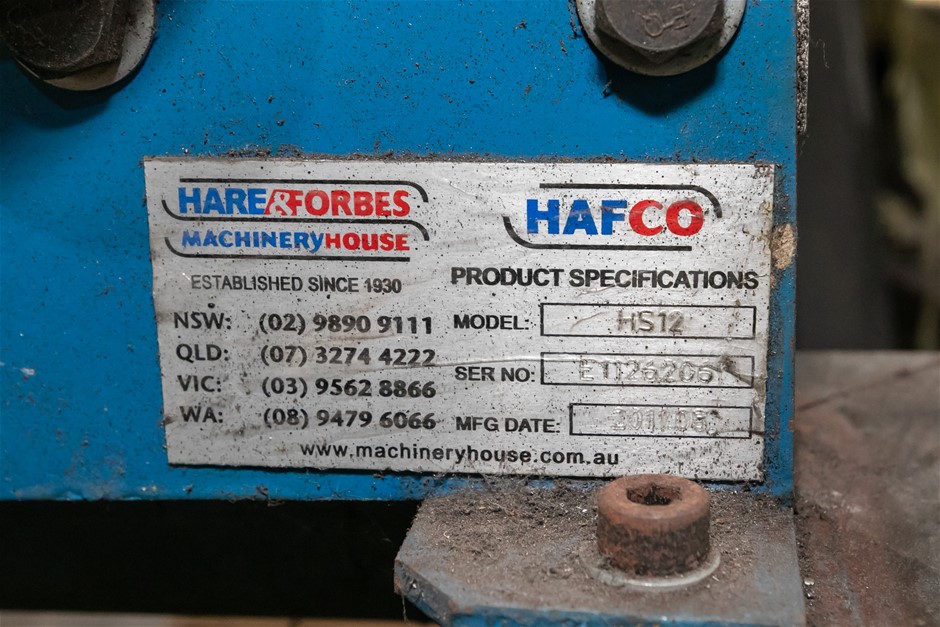 HARE&FORBES
MACHINERYHOUSE
ESTABLISHED SINCE 1930
NSW: (02) 9890 9111
QLD: (07) 3274 4222
VIC: (03) 9562 8866
WA: (08) 9479 6066
HAFCO
PRODUCT SPECIFICATIONS
MODEL: HS12
SER NO:
MFG DATE:
www.machineryhouse.com.au